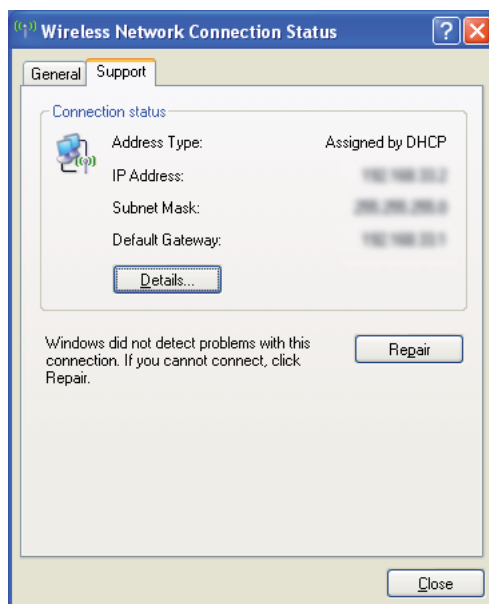 Wireless Network Connection Status
General
Support
Connection status
Address Type: Assigned by DHCP
IP Address:
Subnet Mask:
Default Gateway:
Details...
Windows did not detect problems with this
connection. If you cannot connect, click
Repair.
Repair
Close